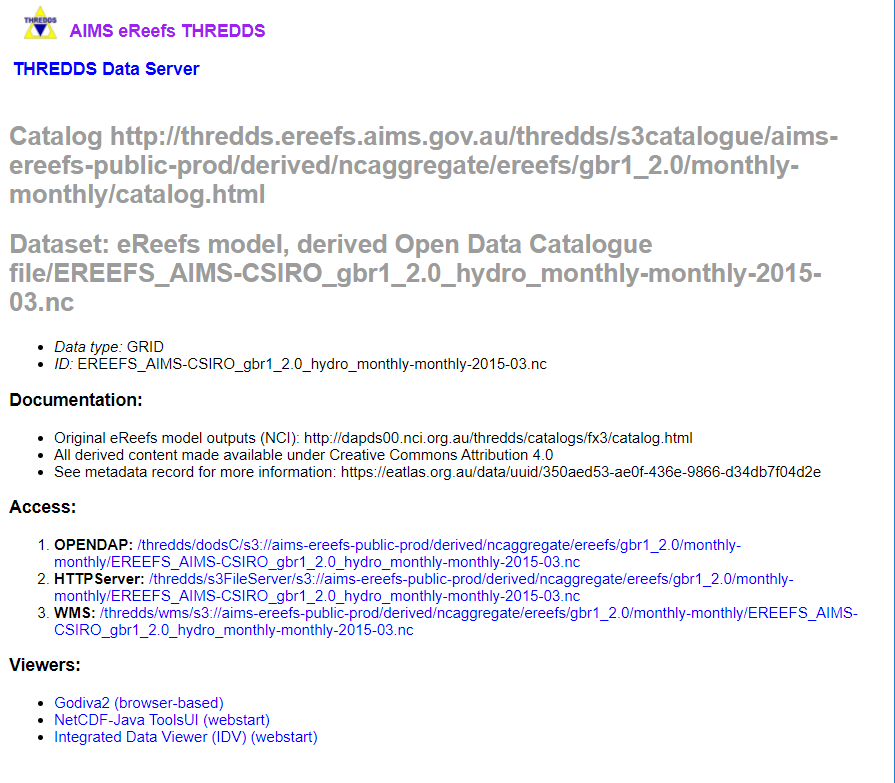 THREDDS
AIMS eReefs THREDDS
THREDDS Data Server
Catalog http://thredds.ereefs.aims.gov.au/thredds/s3catalogue/aims-
ereefs-public-prod/derived/ncaggregate/ereefs/gbr1_2.0/monthly-
monthly/catalog.html
Dataset: eReefs model, derived Open Data Catalogue
file/EREEFS_AIMS-CSIRO_gbr1_2.0_hydro_monthly-monthly-2015-
03.nc
• Data type: GRID
• ID: EREEFS_AIMS-CSIRO_gbr1_2.0_hydro_monthly-monthly-2015-03.nc
Documentation:
• Original eReefs model outputs (NCI): http://dapds00.nci.org.au/thredds/catalogs/fx3/catalog.html
• All derived content made available under Creative Commons Attribution 4.0
• See metadata record for more information: https://eatlas.org.au/data/uuid/350aed53-ae0f-436e-9866-d34db7f04d2e
Access:
1. OPENDAP: /thredds/dodsC/s3://aims-ereefs-public-prod/derived/ncaggregate/ereefs/gbr1_2.0/monthly-
monthly/EREEFS_AIMS-CSIRO_gbr1_2.0_hydro_monthly-monthly-2015-03.nc
2. HTTPServer: /thredds/s3FileServer/s3://aims-ereefs-public-prod/derived/ncaggregate/ereefs/gbr1_2.0/monthly-
monthly/EREEFS_AIMS-CSIRO_gbr1_2.0_hydro_monthly-monthly-2015-03.nc
3. WMS: /thredds/wms/s3://aims-ereefs-public-prod/derived/ncaggregate/ereefs/gbr1_2.0/monthly-monthly/EREEFS_AIMS-
CSIRO_gbr1_2.0_hydro_monthly-monthly-2015-03.nc
Viewers:
• Godiva2 (browser-based)
• NetCDF-Java ToolsUI (webstart)
• Integrated Data Viewer (IDV) (webstart)